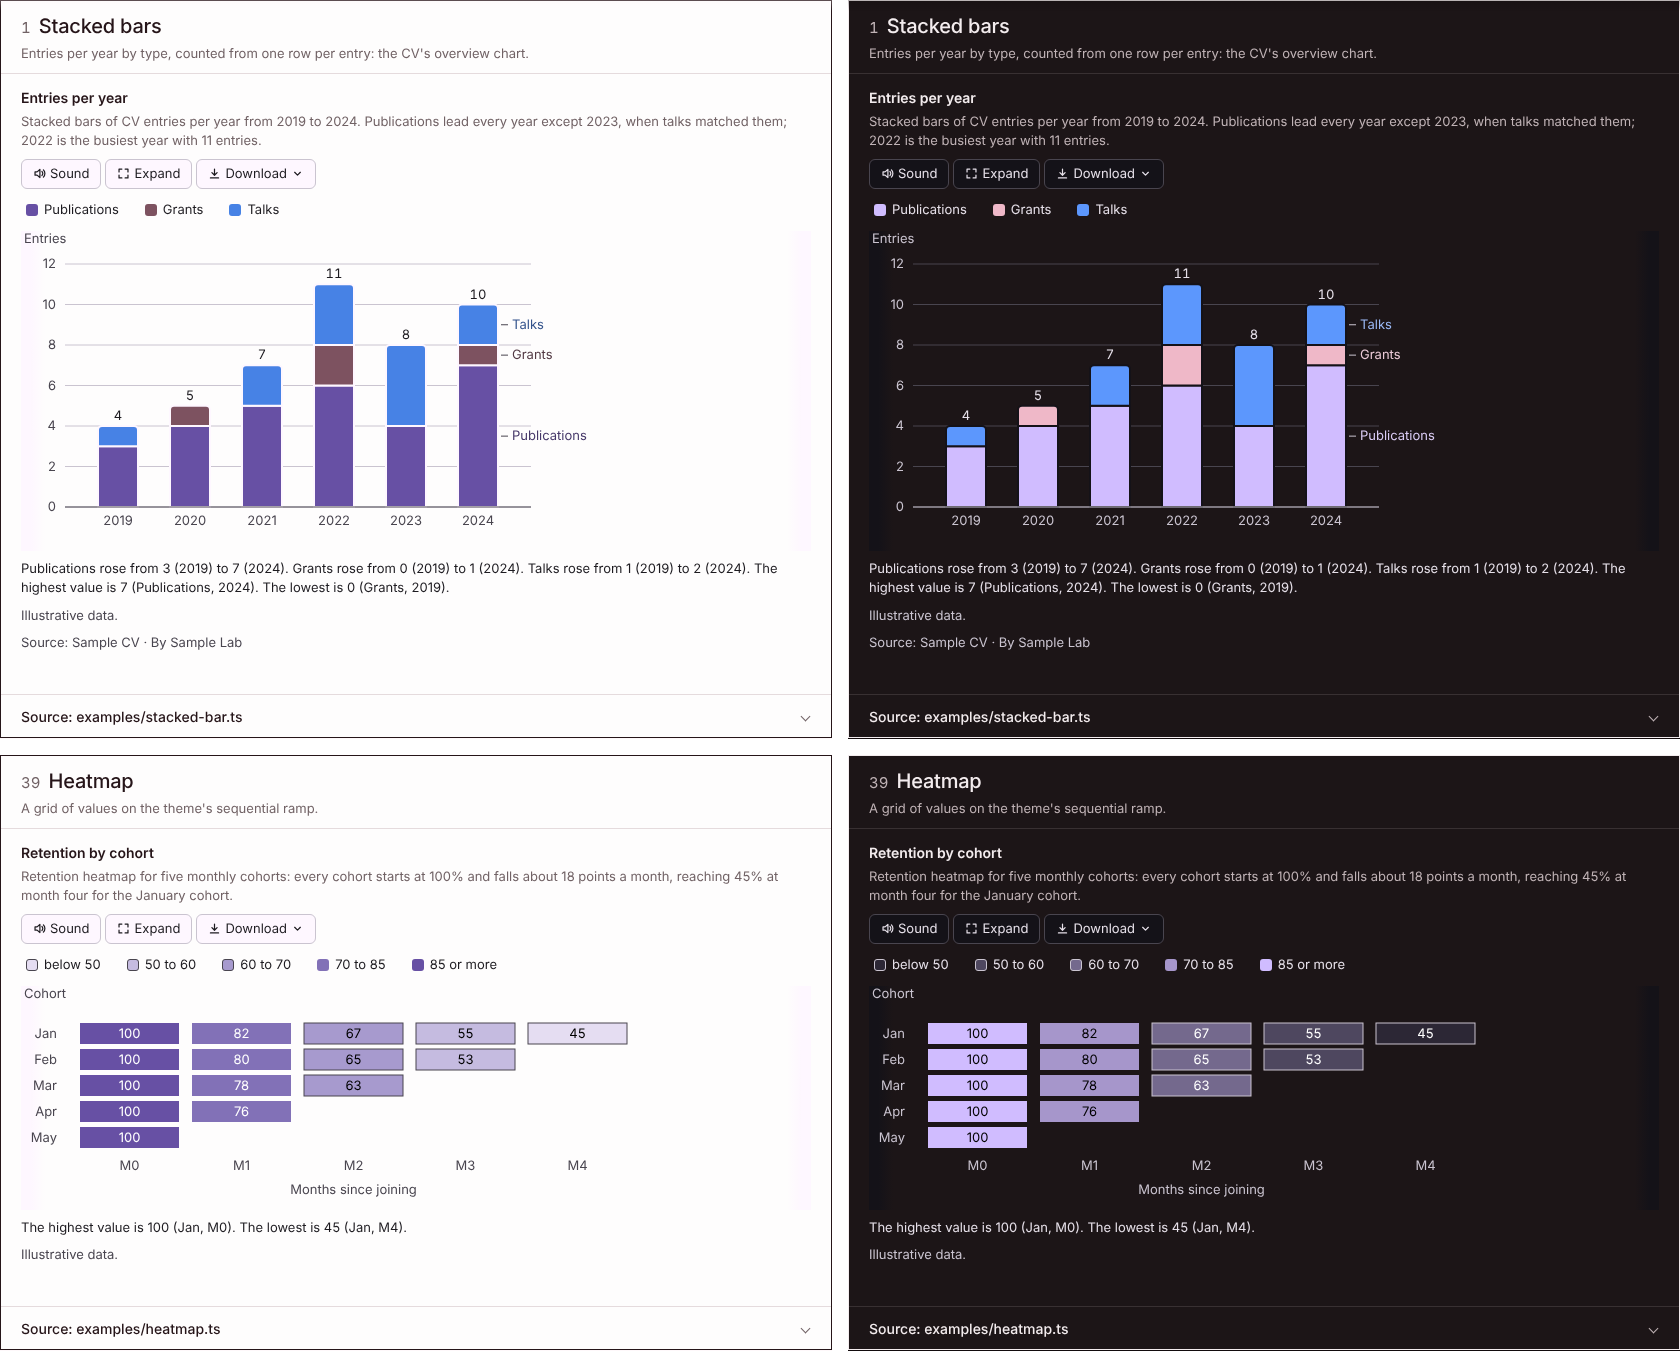 1 Stacked bars
Entries per year by type, counted from one row per entry: the CV's overview chart.
Entries per year
Stacked bars of CV entries per year from 2019 to 2024. Publications lead every year except 2023, when talks matched them;
2022 is the busiest year with 11 entries.
Sound Expand Download
Publications Grants Talks
Entries
12
11
10
10
Talks
8
8
7
Grants
6
5
4
4
Publications
2
0
2019 2020 2021 2022 2023 2024
Publications rose from 3 (2019) to 7 (2024). Grants rose from 0 (2019) to 1 (2024). Talks rose from 1 (2019) to 2 (2024). The
highest value is 7 (Publications, 2024). The lowest is 0 (Grants, 2019).
Illustrative data.
Source: Sample CV · By Sample Lab
Source: examples/stacked-bar.ts
1 Stacked bars
Entries per year by type, counted from one row per entry: the CV's overview chart.
Entries per year
Stacked bars of CV entries per year from 2019 to 2024. Publications lead every year except 2023, when talks matched them;
2022 is the busiest year with 11 entries.
Sound Expand Download
Publications Grants Talks
Entries
12
11
10
10
Talks
8
8
7
Grants
6
5
4
4
Publications
2
0
2019 2020 2021 2022 2023 2024
Publications rose from 3 (2019) to 7 (2024). Grants rose from 0 (2019) to 1 (2024). Talks rose from 1 (2019) to 2 (2024). The
highest value is 7 (Publications, 2024). The lowest is 0 (Grants, 2019).
Illustrative data.
Source: Sample CV · By Sample Lab
Source: examples/stacked-bar.ts
39 Heatmap
A grid of values on the theme's sequential ramp.
Retention by cohort
Retention heatmap for five monthly cohorts: every cohort starts at 100% and falls about 18 points a month, reaching 45% at
month four for the January cohort.
Sound Expand Download
below 50 50 to 60 60 to 70 70 to 85 85 or more
Cohort
Jan 100 82 67 55 45
Feb 100 80 65 53
Mar 100 78 63
Apr 100 76
May 100
M0 M1 M2 M3 M4
Months since joining
The highest value is 100 (Jan, M0). The lowest is 45 (Jan, M4).
Illustrative data.
Source: examples/heatmap.ts
39 Heatmap
A grid of values on the theme's sequential ramp.
Retention by cohort
Retention heatmap for five monthly cohorts: every cohort starts at 100% and falls about 18 points a month, reaching 45% at
month four for the January cohort.
Sound Expand Download
below 50 50 to 60 60 to 70 70 to 85 85 or more
Cohort
Jan 100 82 67 55 45
Feb 100 80 65 53
Mar 100 78 63
Apr 100 76
May 100
M0 M1 M2 M3 M4
Months since joining
The highest value is 100 (Jan, M0). The lowest is 45 (Jan, M4).
Illustrative data.
Source: examples/heatmap.ts